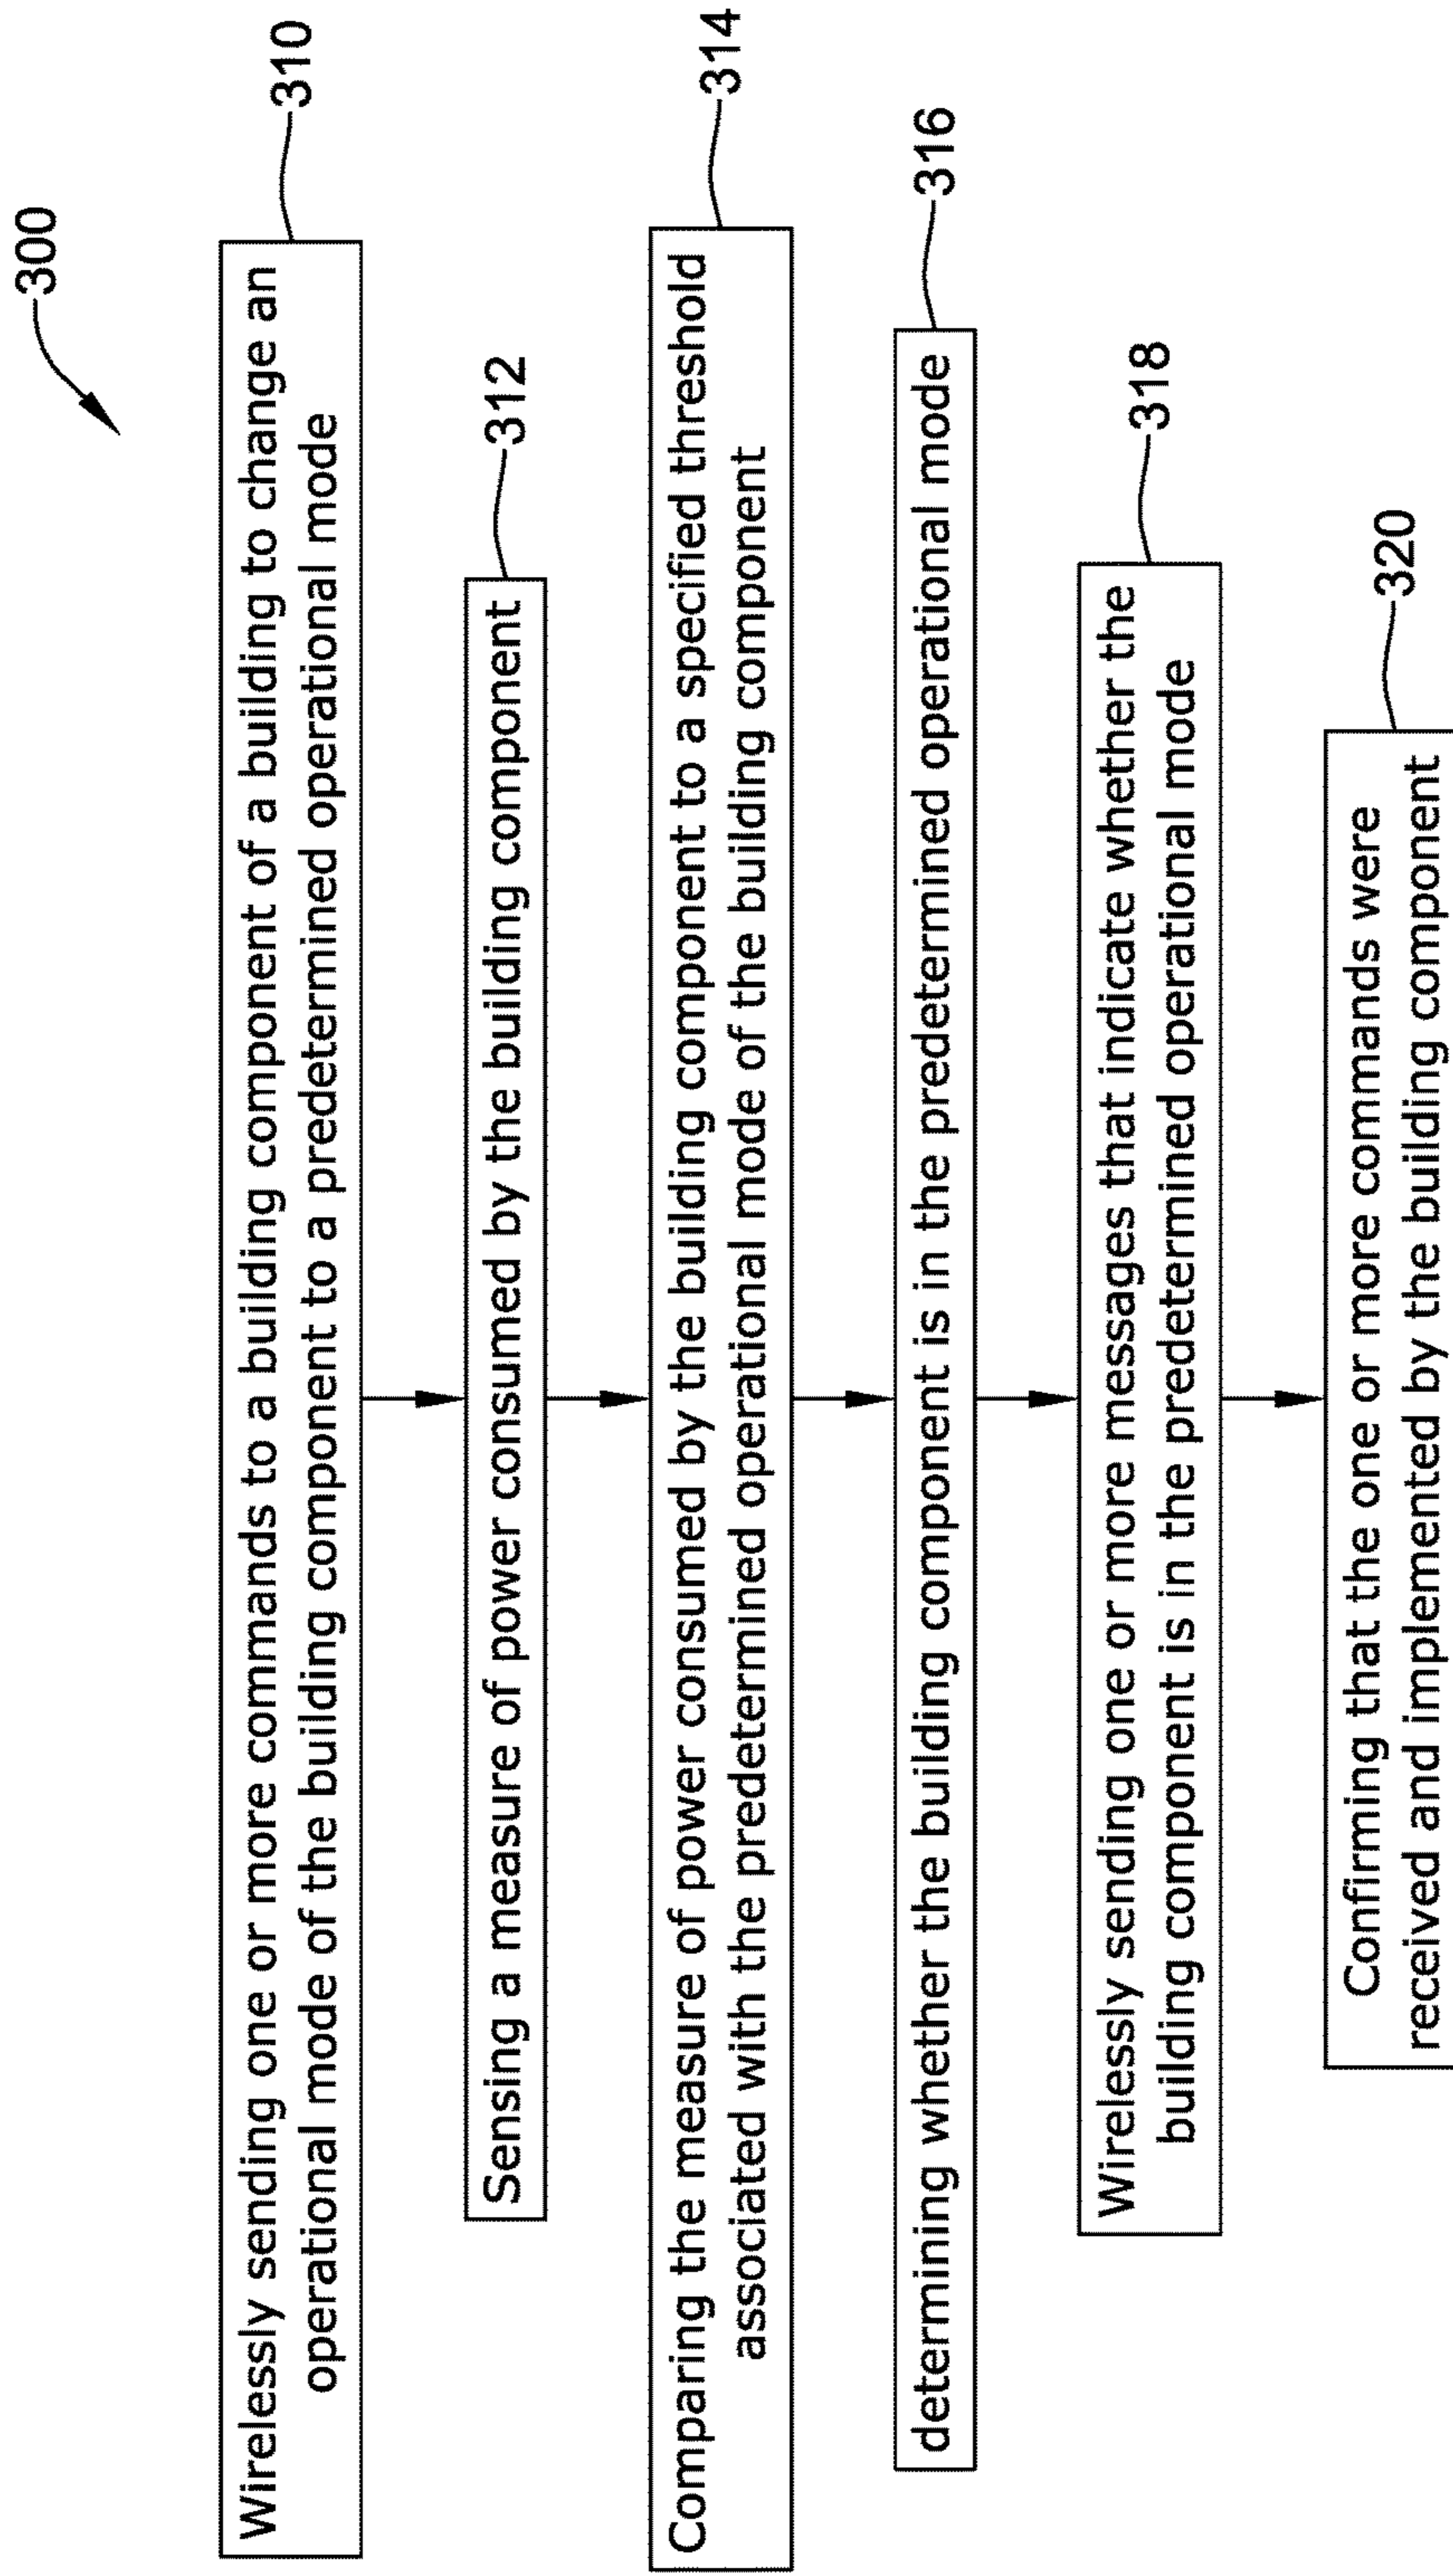 300
Wirelessly sending one or more commands to a building component of a building to change an
operational mode of the building component to a predetermined operational mode
310
Sensing a measure of power consumed by the building component
312
Comparing the measure of power consumed by the building component to a specified threshold
associated with the predetermined operational mode of the building component
314
determining whether the building component is in the predetermined operational mode
316
Wirelessly sending one or more messages that indicate whether the
building component is in the predetermined operational mode
318
Confirming that the one or more commands were
received and implemented by the building component
320